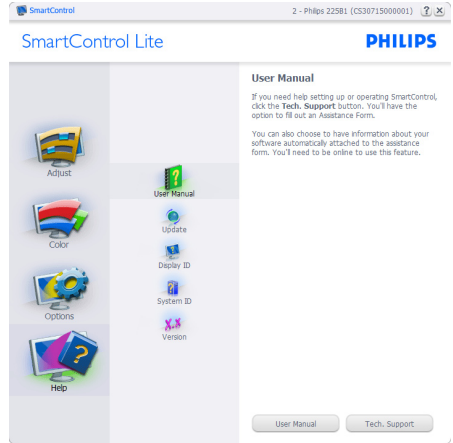 SmartControl
2 - Philips 225B1 (CS30715000001) ? X
SmartControl Lite
PHILIPS
Adjust
Color
Options
Help
User Manual
Update
Display ID
System ID
X.X
Version
User Manual
If you need help setting up or operating SmartControl,
click the Tech. Support button. You'll have the
option to fill out an Assistance Form.
You can also choose to have information about your
software automatically attached to the assistance
form. You'll need to be online to use this feature.
User Manual
Tech. Support